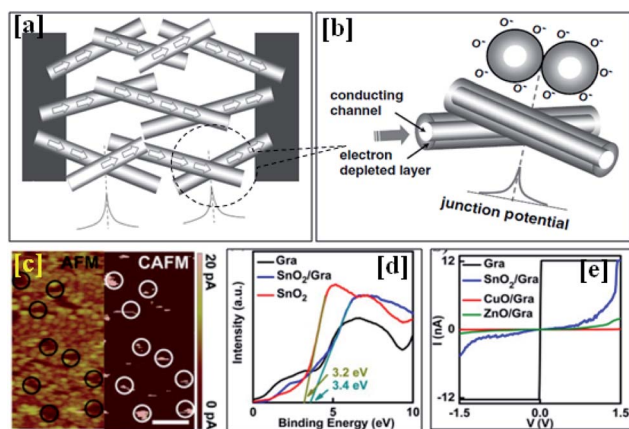 [a]
[b]
O⁻ O⁻ O⁻ O⁻ O⁻ O⁻ O⁻ O⁻ O⁻
conducting
channel
electron
depleted layer
junction potential
[c]
AFM
CAFM
20 pA
0 pA
[d]
Gra
SnO₂/Gra
SnO₂
3.2 eV
3.4 eV
Intensity (a.u.)
0 5 10
Binding Energy (eV)
[e]
Gra
SnO₂/Gra
CuO/Gra
ZnO/Gra
12
0
-12
I (nA)
-1.5 0.0 1.5
V (V)